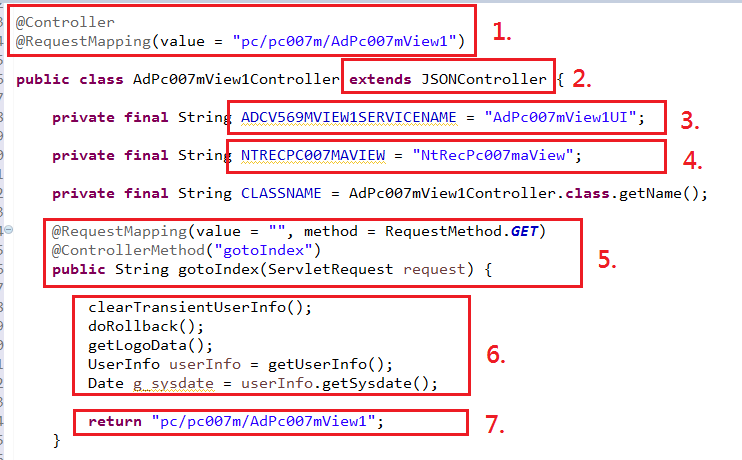 @Controller
@RequestMapping(value = "pc/pc007m/AdPc007mView1")
1.
public class AdPc007mView1Controller extends JSONController {
2.
private final String ADCV569MVIEW1SERVICENAME = "AdPc007mView1UI";
3.
private final String NTRECPC007MAVIEW = "NtRecPc007maView";
4.
private final String CLASSNAME = AdPc007mView1Controller.class.getName();
@RequestMapping(value = "", method = RequestMethod.GET)
@ControllerMethod("gotoIndex")
public String gotoIndex(ServletRequest request) {
5.
clearTransientUserInfo();
doRollback();
getLogoData();
UserInfo userInfo = getUserInfo();
Date g_sysdate = userInfo.getSysdate();
6.
return "pc/pc007m/AdPc007mView1";
7.
}